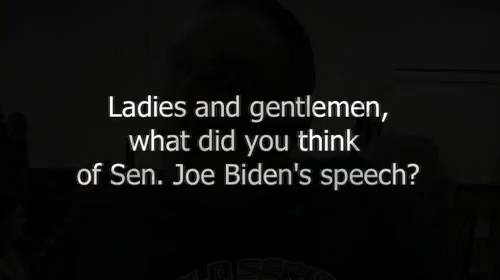 Ladies and gentlemen,
what did you think
of Sen. Joe Biden's speech?